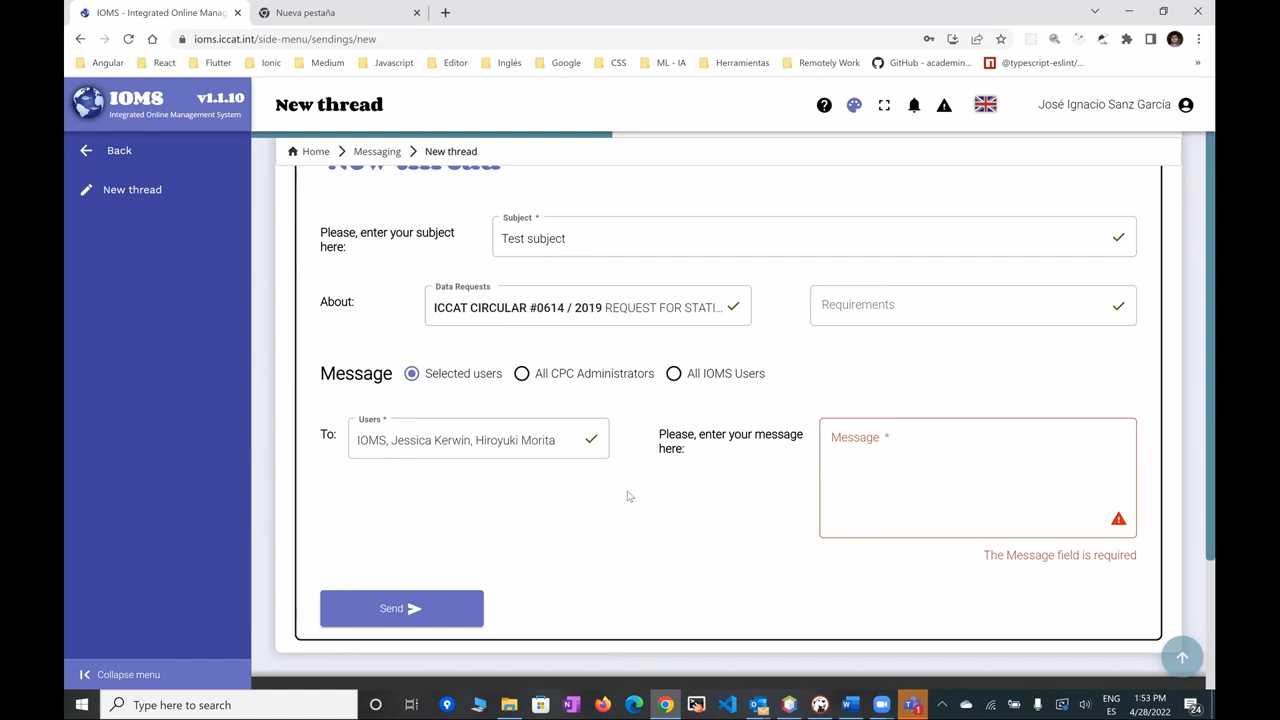 IOMS - Integrated Online Manag
Nueva pestaña
ioms.iccat.int/side-menu/sendings/new
Angular
React
Flutter
Ionic
Medium
Javascript
Editor
Inglés
Google
CSS
ML - IA
Herramientas
Remotely Work
GitHub - academin...
@typescript-eslint/...
»
IOMS v1.1.10
Integrated Online Management System
New thread
José Ignacio Sanz García
Back
New thread
Home
Messaging
New thread
Please, enter your subject
here:
Subject *
Test subject
About:
Data Requests
ICCAT CIRCULAR #0614 / 2019 REQUEST FOR STATI...
Requirements
Message
Selected users
All CPC Administrators
All IOMS Users
To:
Users *
IOMS, Jessica Kerwin, Hiroyuki Morita
Please, enter your message
here:
Message *
The Message field is required
Send
Collapse menu
Type here to search
ENG
ES
1:53 PM
4/28/2022
24